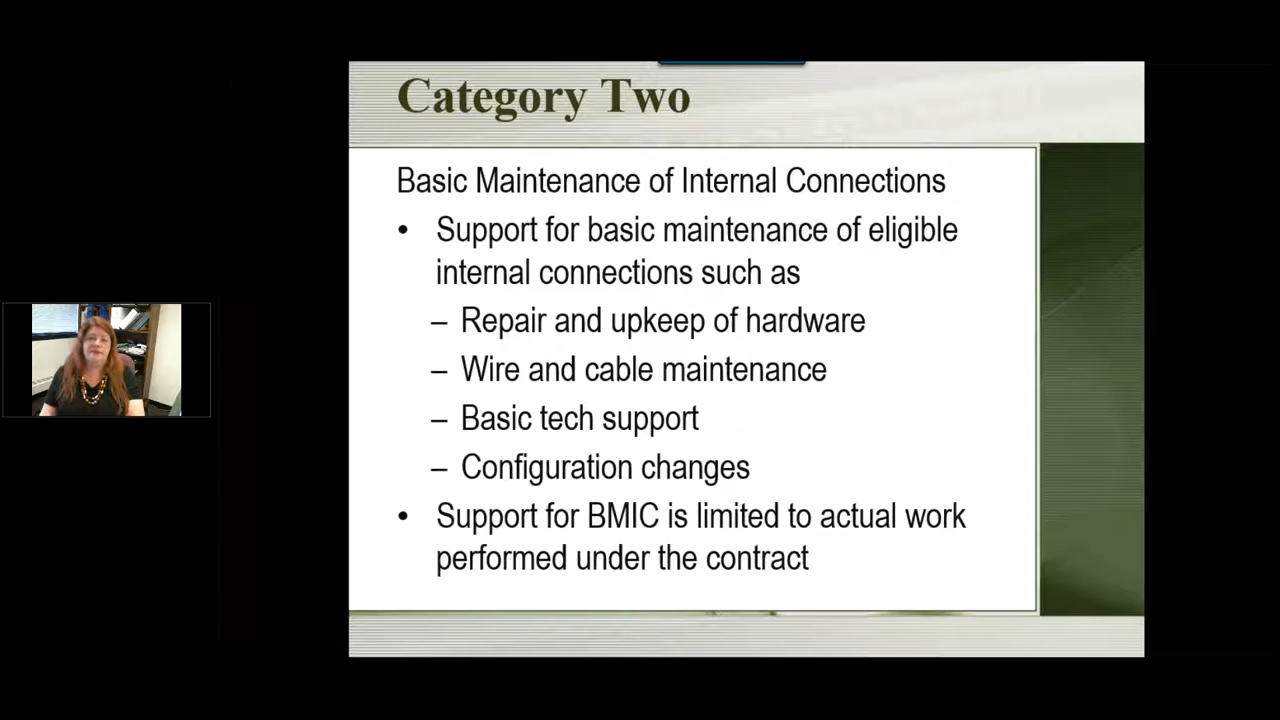 Category Two
Basic Maintenance of Internal Connections
• Support for basic maintenance of eligible
internal connections such as
– Repair and upkeep of hardware
– Wire and cable maintenance
– Basic tech support
– Configuration changes
• Support for BMIC is limited to actual work
performed under the contract